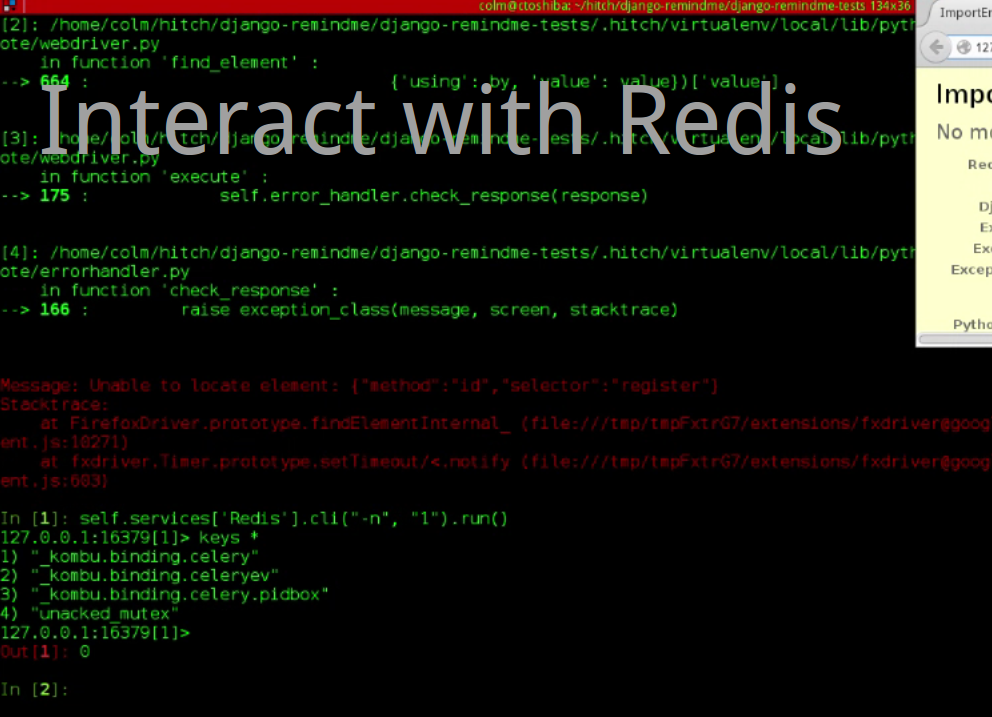 colm@ctoshiba: ~/hitch/django-remindme/django-remindme-tests 134x36
[2]: /home/colm/hitch/django-remindme/django-remindme-tests/.hitch/virtualenv/local/lib/pyth
ote/webdriver.py
in function 'find_element' :
--> 664 : {'using': by, 'value': value})['value']
Interact with Redis
[3]: /home/colm/hitch/django-remindme/django-remindme-tests/.hitch/virtualenv/local/lib/pyth
ote/webdriver.py
in function 'execute' :
--> 175 : self.error_handler.check_response(response)
[4]: /home/colm/hitch/django-remindme/django-remindme-tests/.hitch/virtualenv/local/lib/pyth
ote/errorhandler.py
in function 'check_response' :
--> 166 : raise exception_class(message, screen, stacktrace)
Message: Unable to locate element: {"method":"id","selector":"register"}
Stacktrace:
at FirefoxDriver.prototype.findElementInternal_ (file:///tmp/tmpFxtrG7/extensions/fxdriver@goog
ent.js:10271)
at fxdriver.Timer.prototype.setTimeout/<.notify (file:///tmp/tmpFxtrG7/extensions/fxdriver@goog
ent.js:603)
In [1]: self.services['Redis'].cli("-n", "1").run()
127.0.0.1:16379[1]> keys *
1) "_kombu.binding.celery"
2) "_kombu.binding.celeryev"
3) "_kombu.binding.celery.pidbox"
4) "unacked_mutex"
127.0.0.1:16379[1]>
Out[1]: 0
In [2]:
ImportEr
127
Impo
No mo
Req
Dj
Ex
Exc
Excep
Pytho